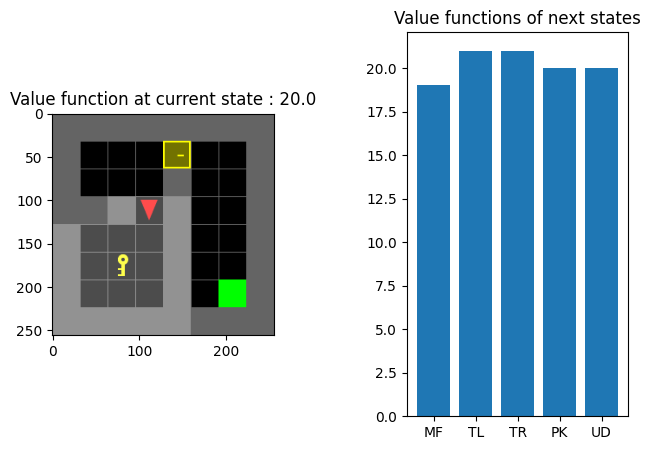 Value function at current state : 20.0
0
50
100
150
200
250
0
100
200
Value functions of next states
20.0
17.5
15.0
12.5
10.0
7.5
5.0
2.5
0.0
MF
TL
TR
PK
UD